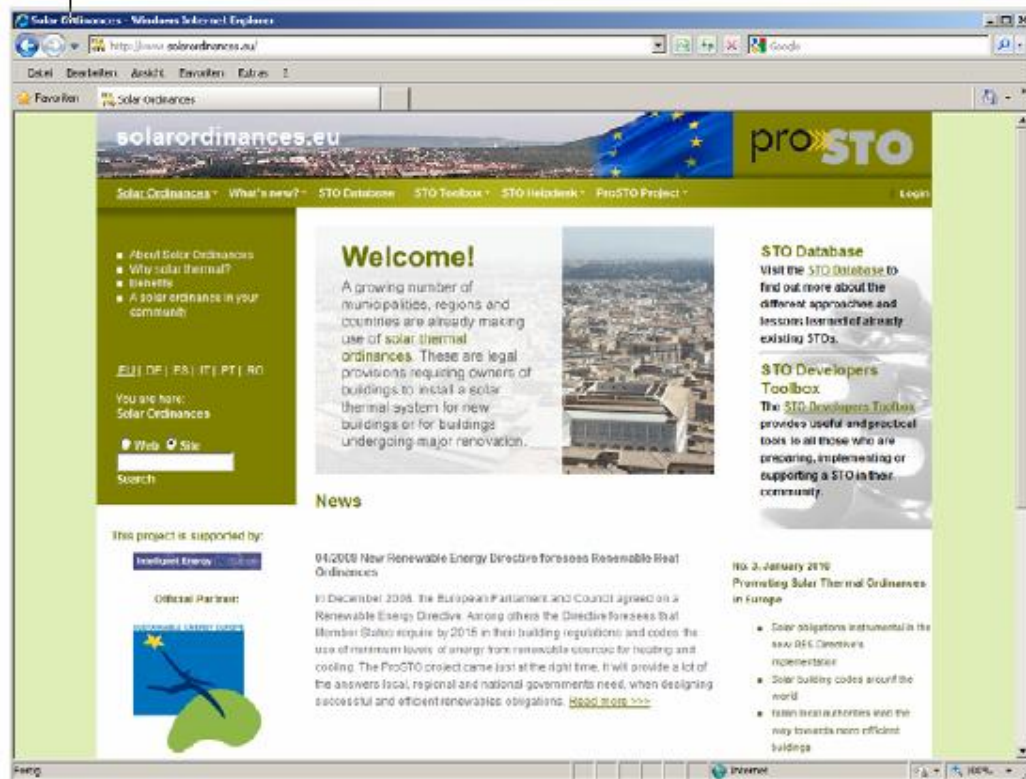 Solar Ordinances - Windows Internet Explorer
http://www.solarordinances.eu/
Google
Datei Bearbeiten Ansicht Favoriten Extras ?
Favoriten
Solar Ordinances
solarordinances.eu
pro STO
Solar Ordinances What's new? STO Database STO Toolbox STO Helpdesk ProSTO Project Login
About Solar Ordinances
Why solar thermal?
Benefits
A solar ordinance in your
community
EU | DE | ES | IT | PT | RO
You are here:
Solar Ordinances
Web Site
Search
This project is supported by:
Intelligent Energy
Official Partner:
SUSTAINABLE ENERGY EUROPE
Welcome!
A growing number of
municipalities, regions and
countries are already making
use of solar thermal
ordinances. These are legal
provisions requiring owners of
buildings to install a solar
thermal system for new
buildings or for buildings
undergoing major renovation.
News
04/2009 New Renewable Energy Directive foresees Renewable Heat
Ordinances
In December 2008, the European Parliament and Council agreed on a
Renewable Energy Directive. Among others the Directive foresees that
Member States require by 2015 in their building regulations and codes the
use of minimum levels of energy from renewable sources for heating and
cooling. The ProSTO project came just at the right time. It will provide a lot of
the answers local, regional and national governments need, when designing
successful and efficient renewables obligations. Read more >>>
STO Database
Visit the STO Database to
find out more about the
different approaches and
lessons learned of already
existing STOs.
STO Developers
Toolbox
The STO Developers Toolbox
provides useful and practical
tools to all those who are
preparing, implementing or
supporting a STO in their
community.
No. 3, January 2010
Promoting Solar Thermal Ordinances
in Europe
Solar obligations instrumental in the
new RES Directive's
implementation
Solar building codes around the
world
Italian local authorities lead the
way towards more efficient
buildings
Fertig
Internet
100%